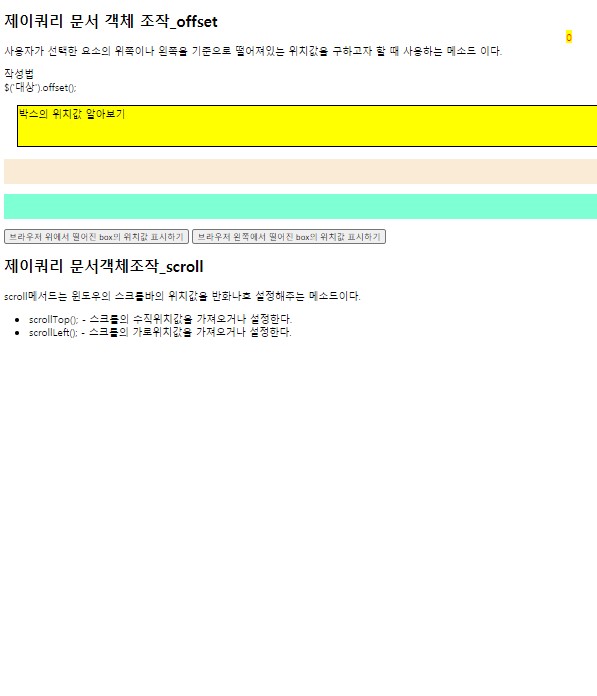 제이쿼리 문서 객체 조작_offset
0
사용자가 선택한 요소의 위쪽이나 왼쪽을 기준으로 떨어져있는 위치값을 구하고자 할 때 사용하는 메소드 이다.
작성법
$("대상").offset();
박스의 위치값 알아보기
브라우저 위에서 떨어진 box의 위치값 표시하기 브라우저 왼쪽에서 떨어진 box의 위치값 표시하기
제이쿼리 문서객체조작_scroll
scroll메서드는 윈도우의 스크롤바의 위치값을 반화나호 설정해주는 메소드이다.
• scrollTop(); - 스크롤의 수직위치값을 가져오거나 설정한다.
• scrollLeft(); - 스크롤의 가로위치값을 가져오거나 설정한다.